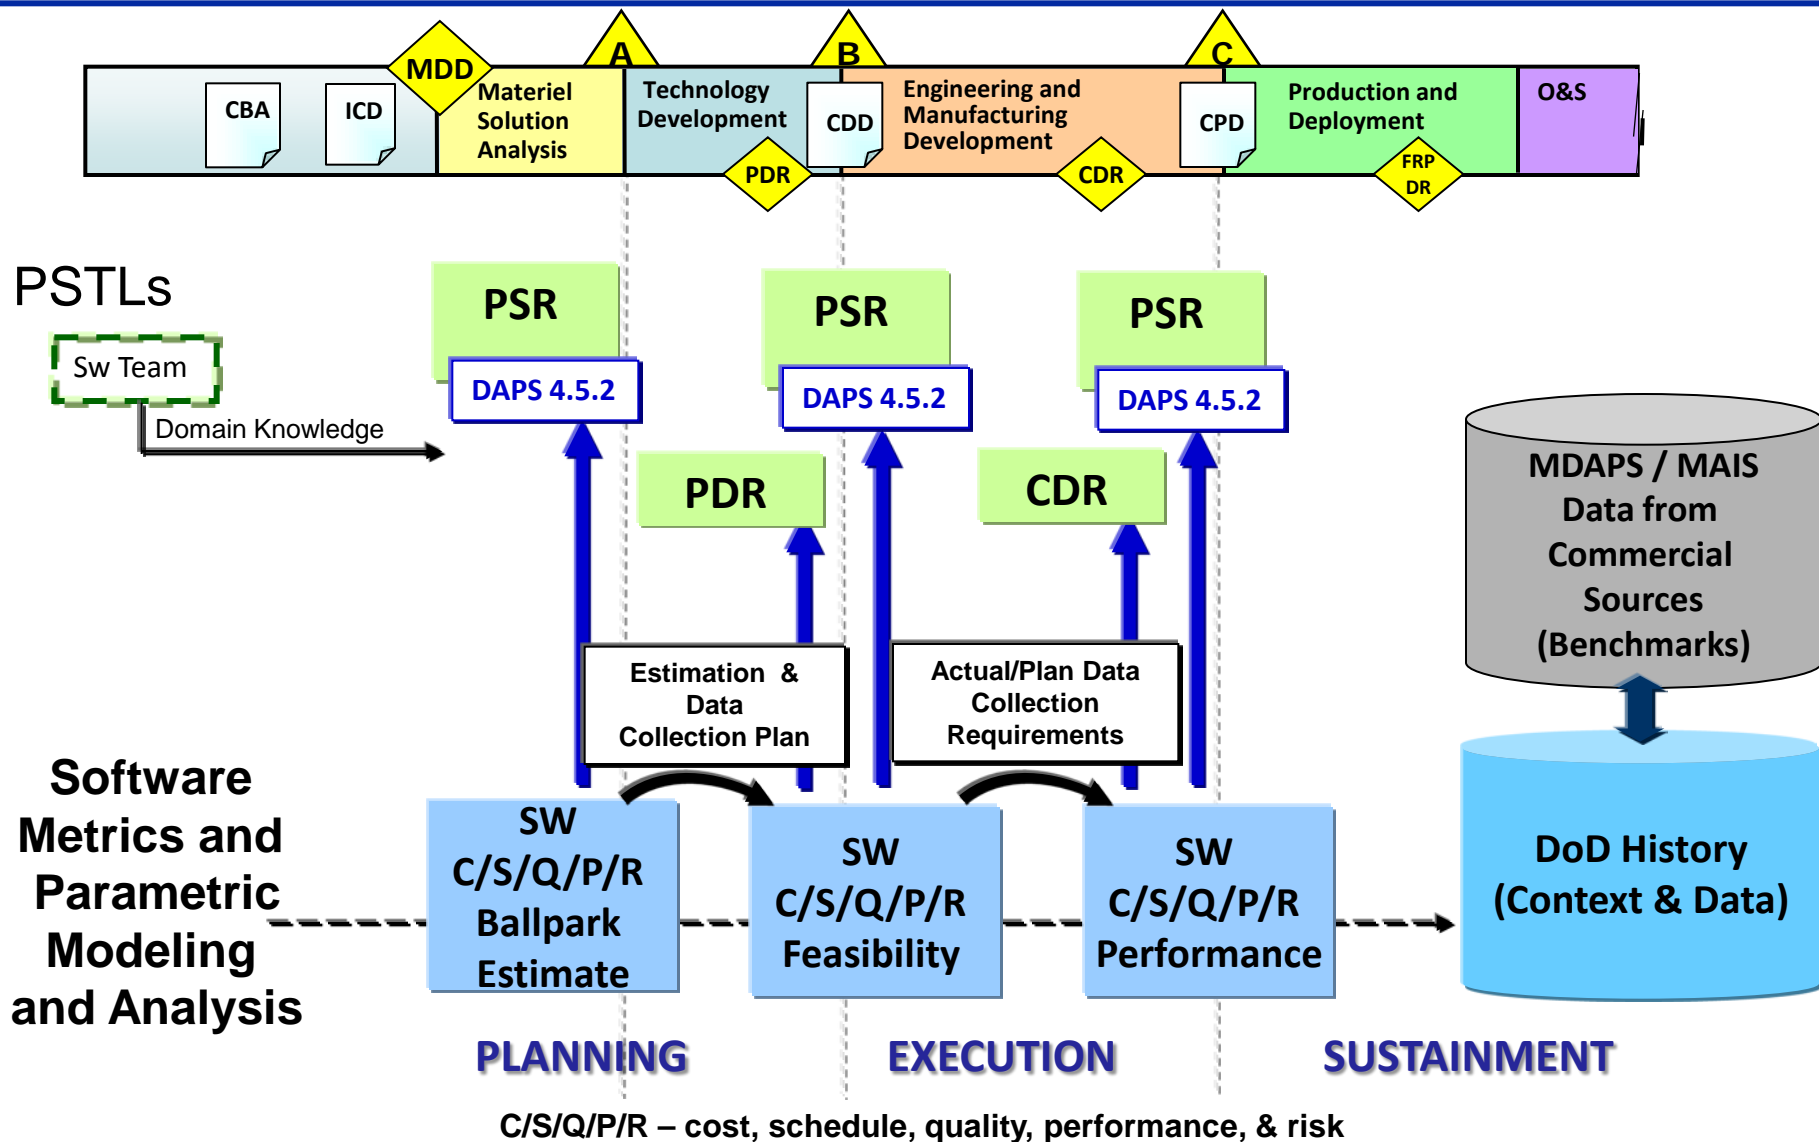 A
B
C
MDD
CBA
ICD
Materiel
Solution
Analysis
Technology
Development
PDR
CDD
Engineering and
Manufacturing
Development
CDR
CPD
Production and
Deployment
FRP
DR
O&S
PSTLs
Sw Team
Domain Knowledge
PSR
DAPS 4.5.2
PSR
DAPS 4.5.2
PSR
DAPS 4.5.2
PDR
CDR
MDAPS / MAIS
Data from
Commercial
Sources
(Benchmarks)
Estimation & 
Data
Collection Plan
Actual/Plan Data
Collection
Requirements
Software
Metrics and
Parametric
Modeling
and Analysis
SW
C/S/Q/P/R
Ballpark
Estimate
SW
C/S/Q/P/R
Feasibility
SW
C/S/Q/P/R
Performance
DoD History
(Context & Data)
PLANNING
EXECUTION
SUSTAINMENT
C/S/Q/P/R – cost, schedule, quality, performance, & risk